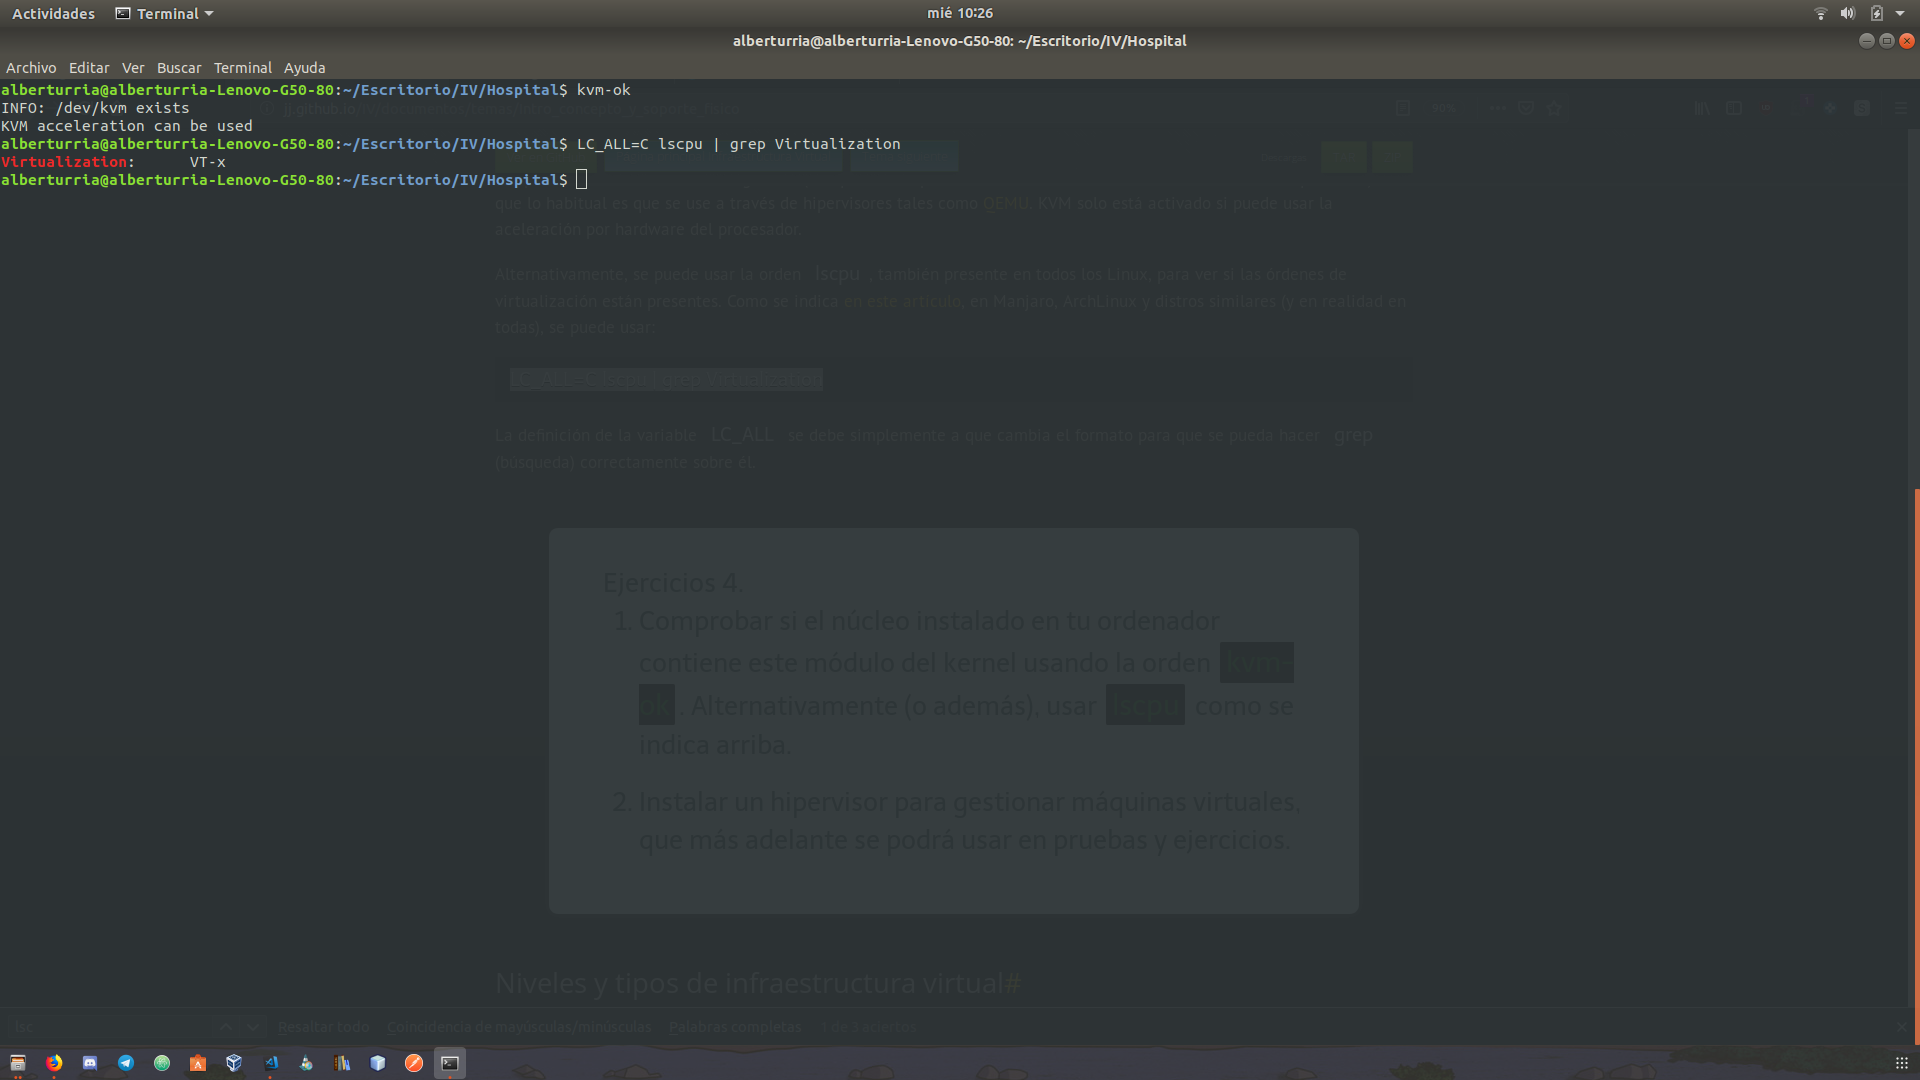 Actividades Terminal
mié 10:26
alberturria@alberturria-Lenovo-G50-80: ~/Escritorio/IV/Hospital
Archivo Editar Ver Buscar Terminal Ayuda
alberturria@alberturria-Lenovo-G50-80:~/Escritorio/IV/Hospital$ kvm-ok
INFO: /dev/kvm exists
KVM acceleration can be used
alberturria@alberturria-Lenovo-G50-80:~/Escritorio/IV/Hospital$ LC_ALL=C lscpu | grep Virtualization
Virtualization: VT-x
alberturria@alberturria-Lenovo-G50-80:~/Escritorio/IV/Hospital$
90%
que lo habitual es que se use a través de hipervisores tales como QEMU. KVM solo está activado si puede usar la
aceleración por hardware del procesador.
Alternativamente, se puede usar la orden lscpu, también presente en todos los Linux, para ver si las órdenes de
virtualización están presentes. Como se indica en este artículo, en Manjaro, ArchLinux y distros similares (y en realidad en
todas), se puede usar:
LC_ALL=C lscpu | grep Virtualization
La definición de la variable LC_ALL se debe simplemente a que cambia el formato para que se pueda hacer grep
(búsqueda) correctamente sobre él.
Ejercicios 4.
1. Comprobar si el núcleo instalado en tu ordenador
contiene este módulo del kernel usando la orden kvm-
ok. Alternativamente (o además), usar lscpu como se
indica arriba.
2. Instalar un hipervisor para gestionar máquinas virtuales,
que más adelante se podrá usar en pruebas y ejercicios.
Niveles y tipos de infraestructura virtual#
lsc Resaltar todo Coincidencia de mayúsculas/minúsculas Palabras completas 1 de 3 aciertos